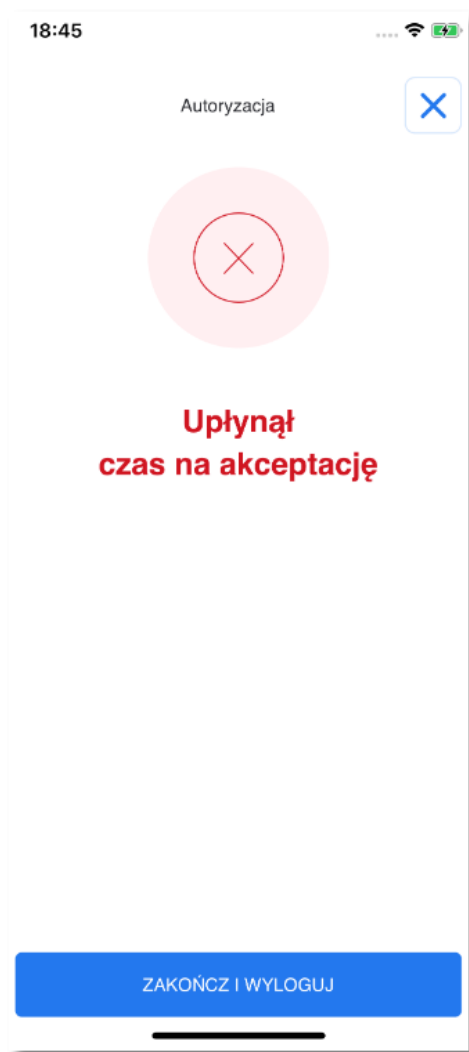 18:45
Autoryzacja
Upłynął
czas na akceptację
ZAKOŃCZ I WYLOGUJ